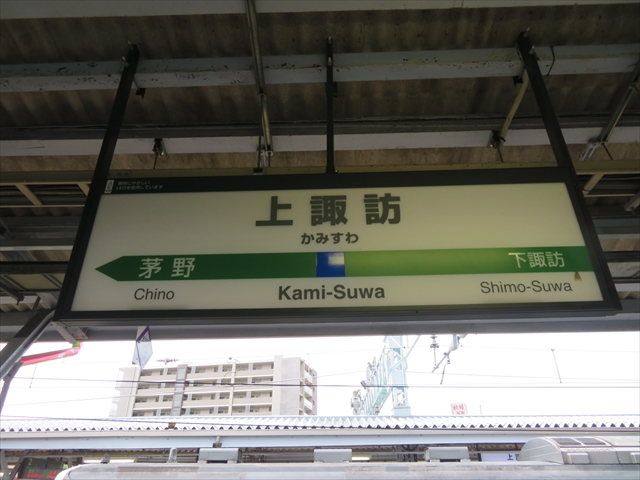 上諏訪
かみすわ
茅野
下諏訪
Chino
Kami-Suwa
Shimo-Suwa